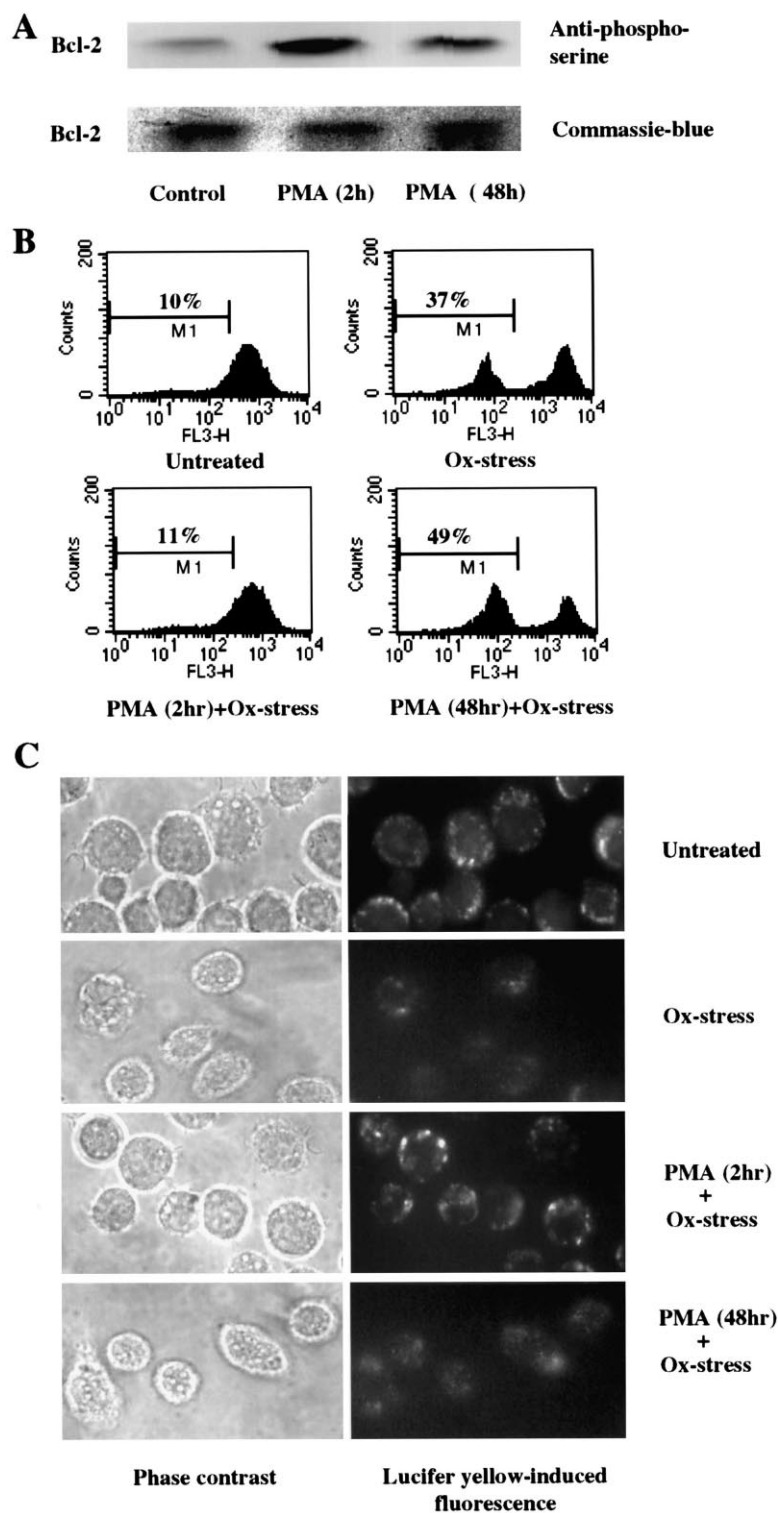 A
Bcl-2
Anti-phospho-
serine
Bcl-2
Commassie-blue
Control PMA (2h) PMA ( 48h)
B
200
Counts
0
10%
M1
10^0 10^1 10^2 10^3 10^4
FL3-H
Untreated
200
Counts
0
37%
M1
10^0 10^1 10^2 10^3 10^4
FL3-H
Ox-stress
200
Counts
0
11%
M1
10^0 10^1 10^2 10^3 10^4
FL3-H
PMA (2hr)+Ox-stress
200
Counts
0
49%
M1
10^0 10^1 10^2 10^3 10^4
FL3-H
PMA (48hr)+Ox-stress
C
Untreated
Ox-stress
PMA (2hr)
+
Ox-stress
PMA (48hr)
+
Ox-stress
Phase contrast
Lucifer yellow-induced
fluorescence